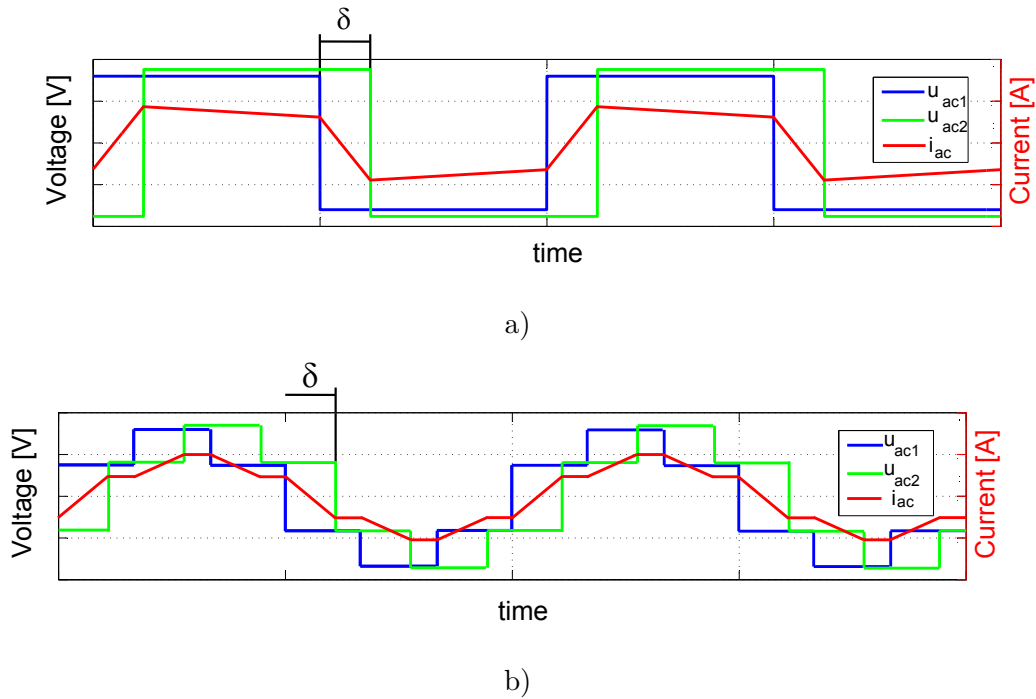 δ
Voltage [V]
u ac1
u ac2
i ac
Current [A]
time
a)
δ
Voltage [V]
u ac1
u ac2
i ac
Current [A]
time
b)